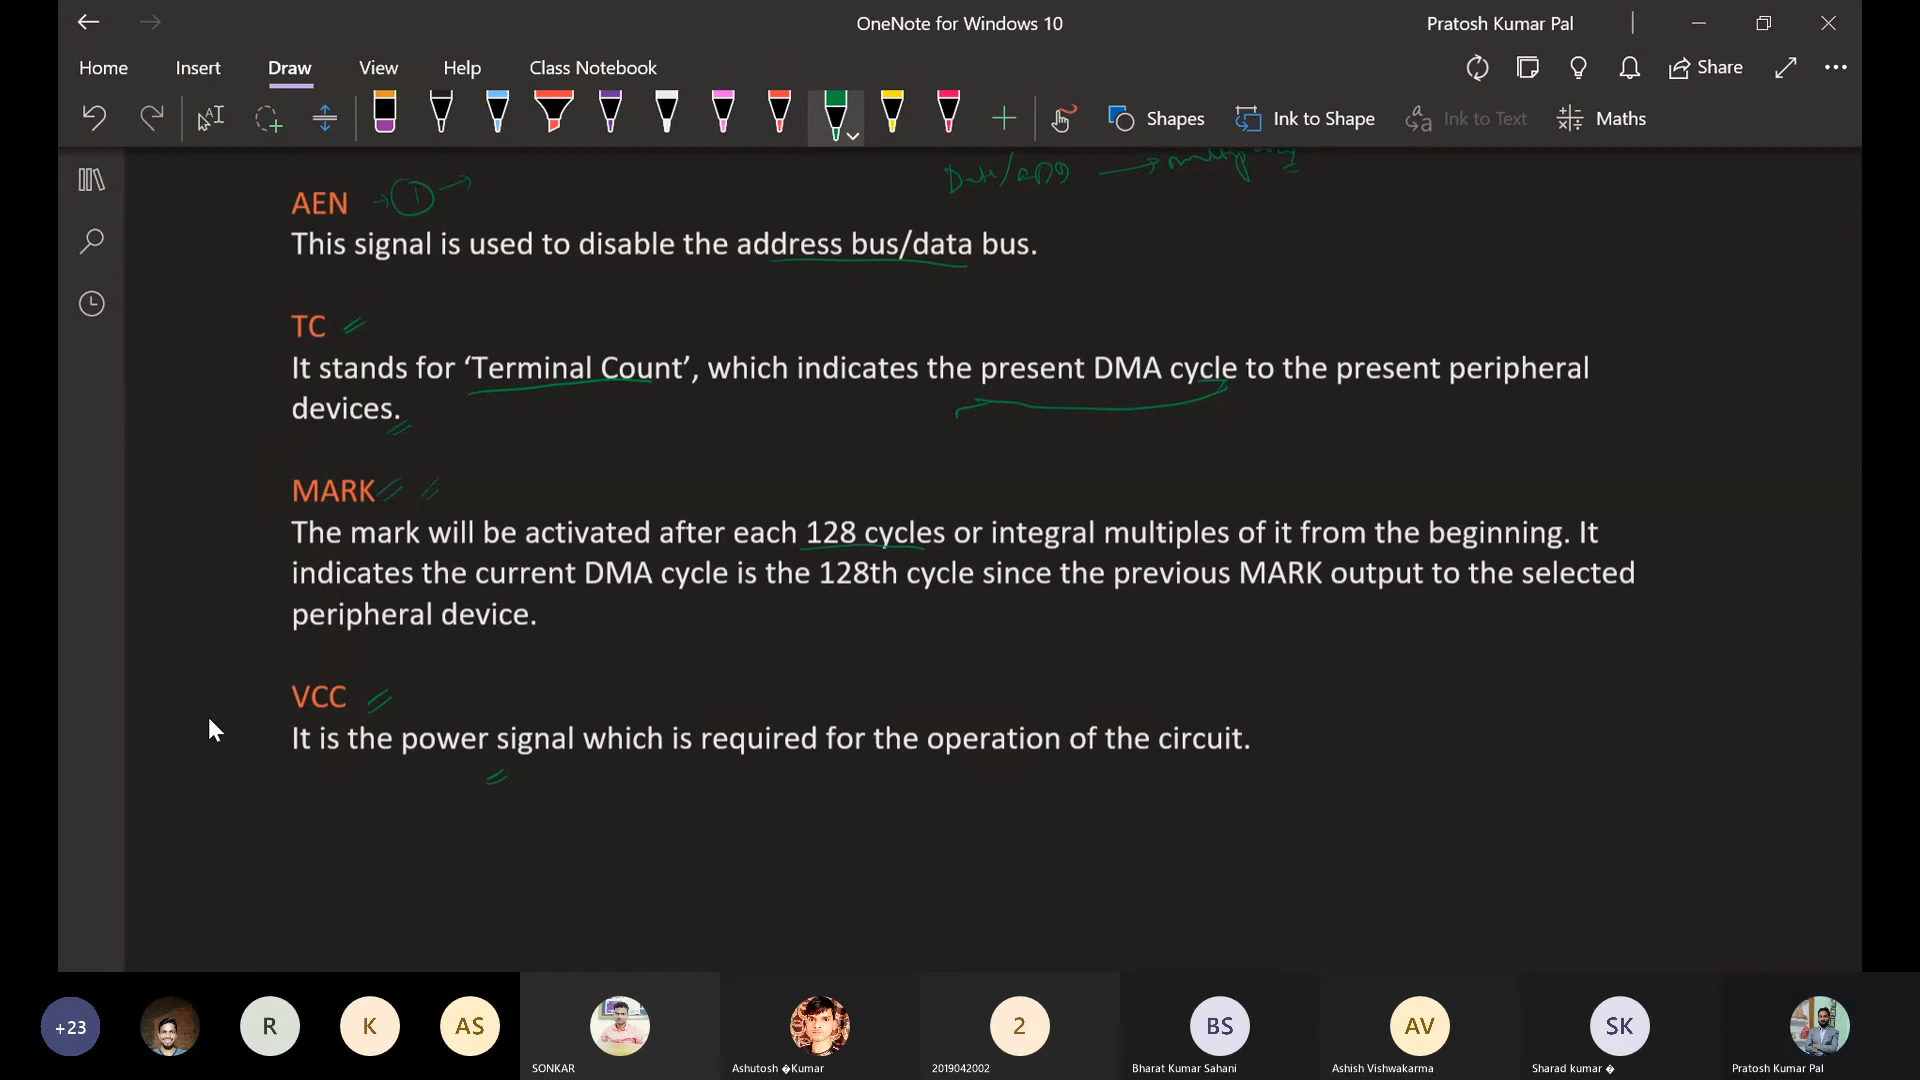 OneNote for Windows 10
Pratosh Kumar Pal
Home Insert Draw View Help Class Notebook
Share
Shapes Ink to Shape Ink to Text Maths
AEN 1
This signal is used to disable the address bus/data bus.
TC
It stands for ‘Terminal Count’, which indicates the present DMA cycle to the present peripheral
devices.
MARK
The mark will be activated after each 128 cycles or integral multiples of it from the beginning. It
indicates the current DMA cycle is the 128th cycle since the previous MARK output to the selected
peripheral device.
VCC
It is the power signal which is required for the operation of the circuit.
+23 R K AS 2 BS AV SK
SONKAR Ashutosh �Kumar 2019042002 Bharat Kumar Sahani Ashish Vishwakarma Sharad kumar � Pratosh Kumar Pal